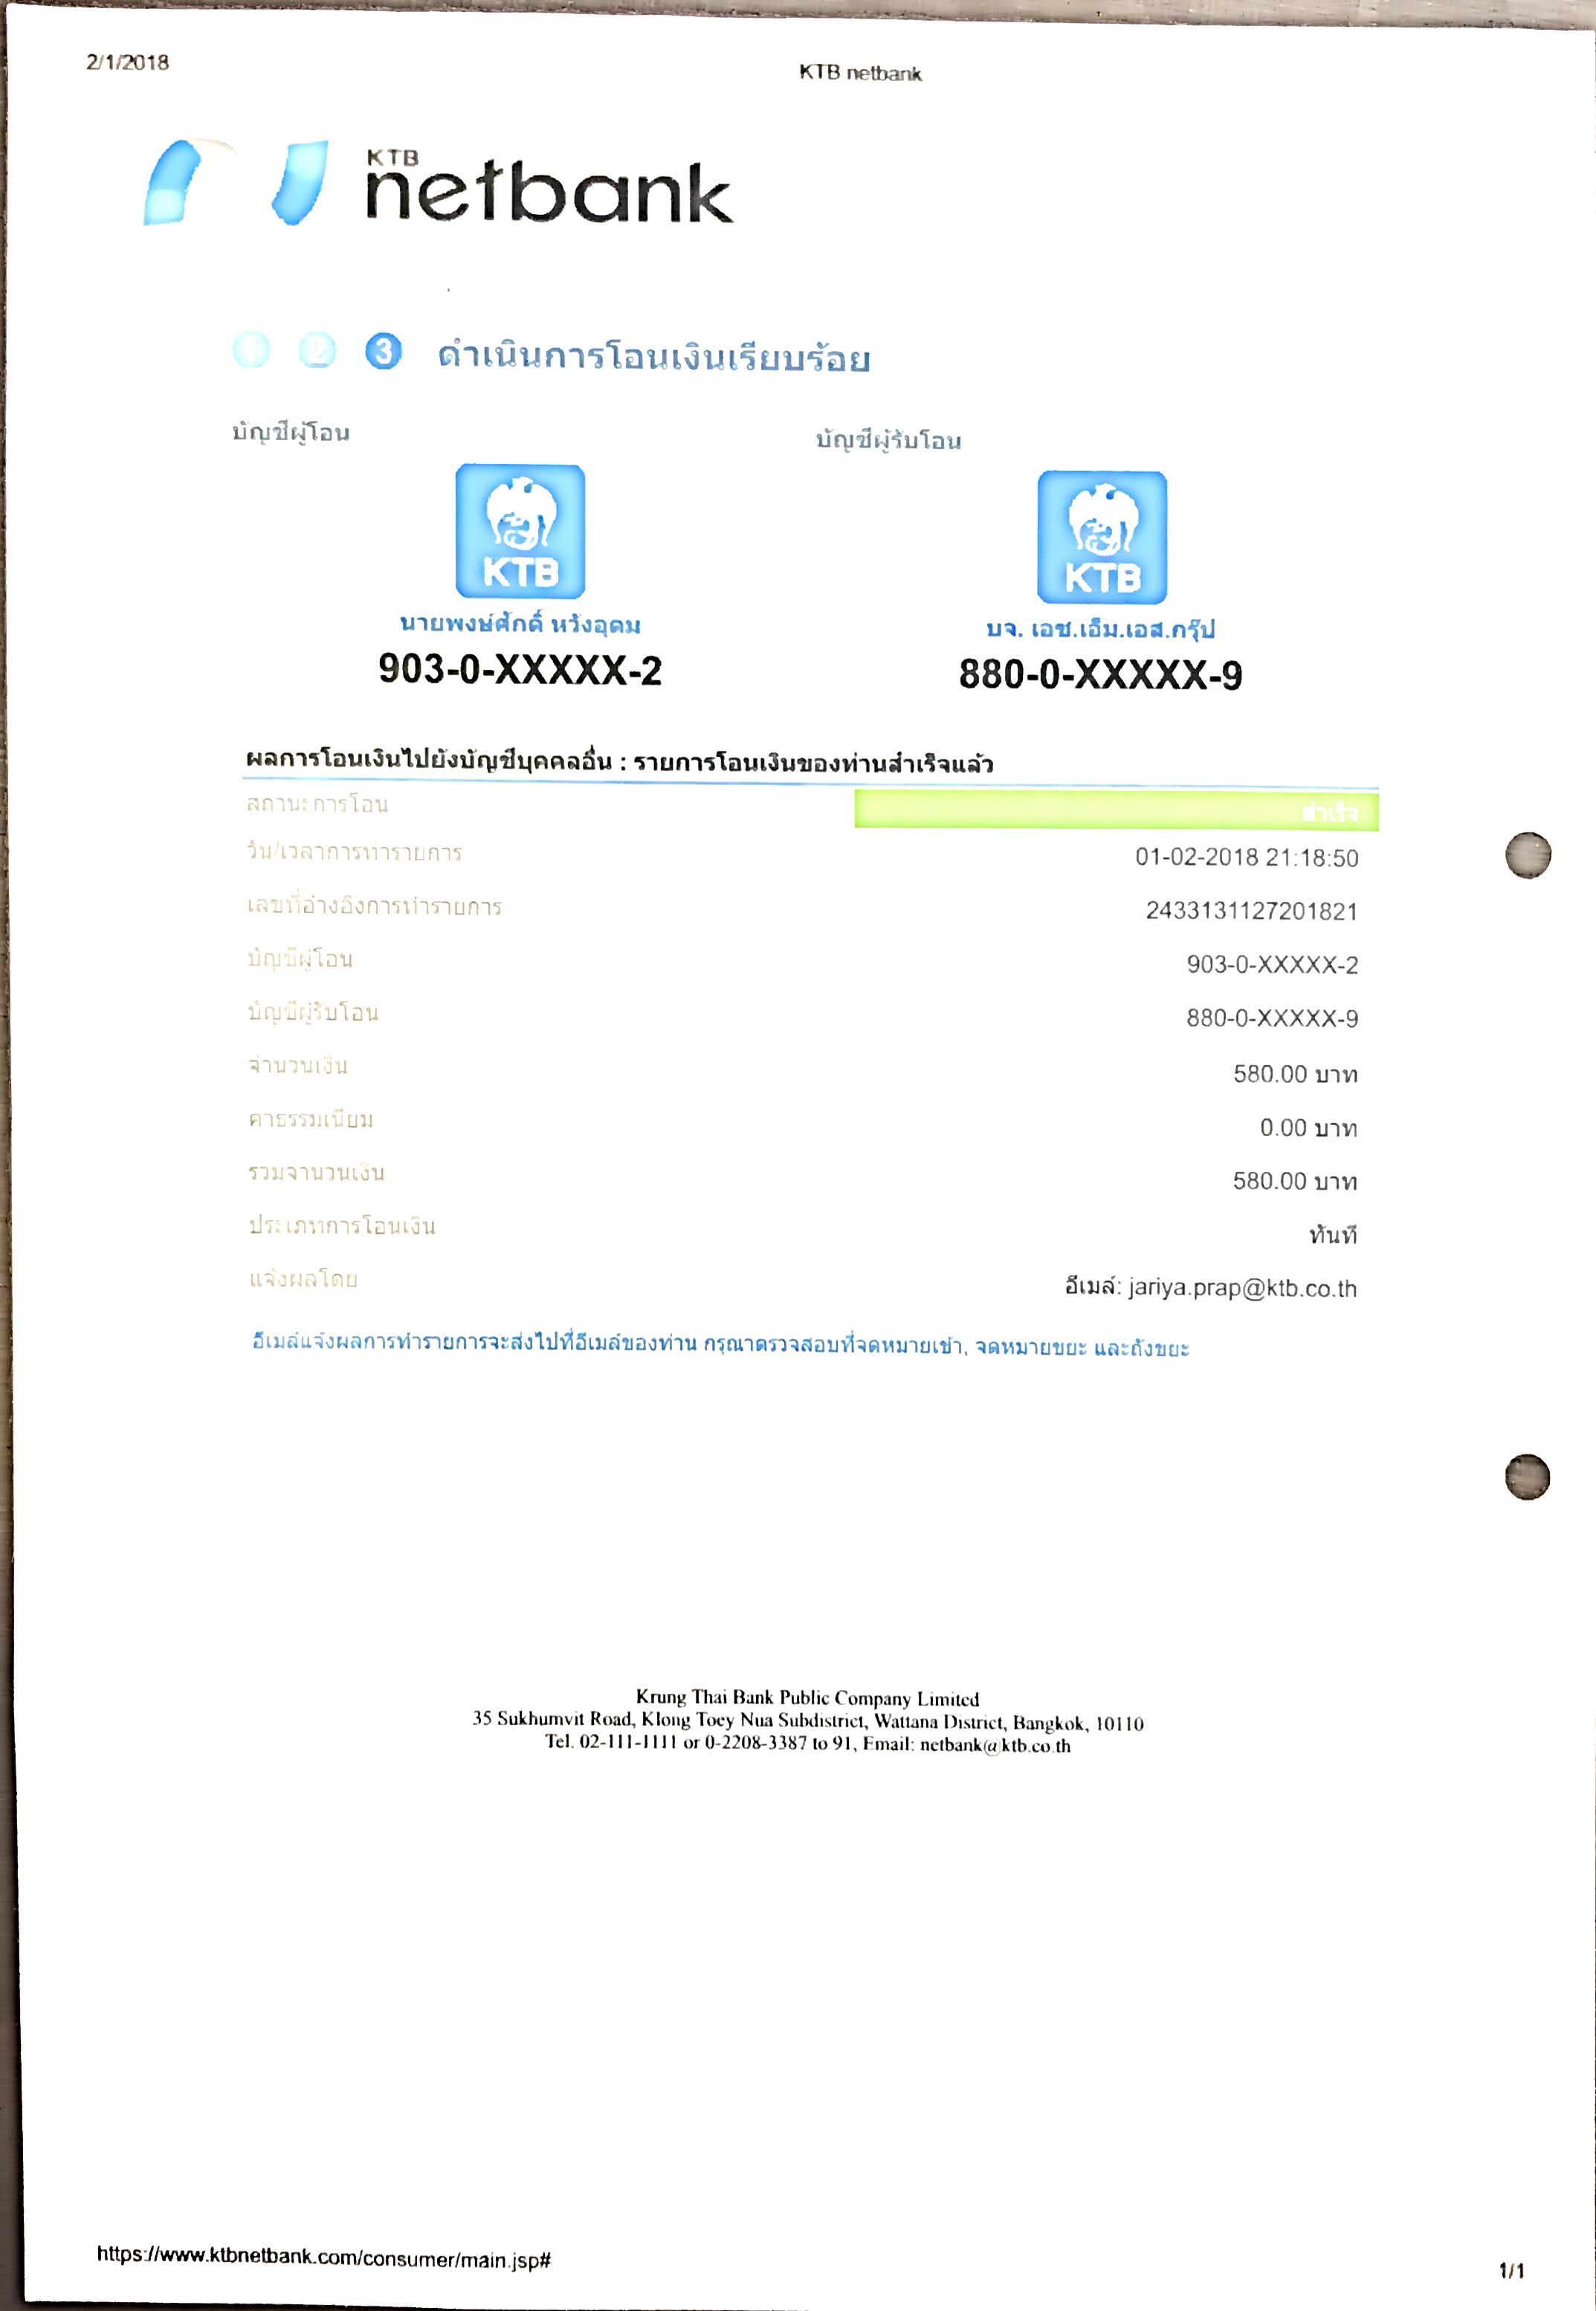 2/1/2018
KTB netbank
KTB
netbank
1 2 3 ดำเนินการโอนเงินเรียบร้อย
บัญชีผู้โอน
บัญชีผู้รับโอน
KTB
KTB
นายพงษ์ศักดิ์ หวังอุดม
บจ. เอช.เอ็ม.เอส.กรุ๊ป
903-0-XXXXX-2
880-0-XXXXX-9
ผลการโอนเงินไปยังบัญชีบุคคลอื่น : รายการโอนเงินของท่านสำเร็จแล้ว
สถานะการโอน สำเร็จ
วัน/เวลาการทำรายการ 01-02-2018 21:18:50
เลขที่อ้างอิงการทำรายการ 2433131127201821
บัญชีผู้โอน 903-0-XXXXX-2
บัญชีผู้รับโอน 880-0-XXXXX-9
จำนวนเงิน 580.00 บาท
ค่าธรรมเนียม 0.00 บาท
รวมจำนวนเงิน 580.00 บาท
ประเภทการโอนเงิน ทันที
แจ้งผลโดย อีเมล์: jariya.prap@ktb.co.th
อีเมล์แจ้งผลการทำรายการจะส่งไปที่อีเมล์ของท่าน กรุณาตรวจสอบที่จดหมายเข้า, จดหมายขยะ และถังขยะ
Krung Thai Bank Public Company Limited
35 Sukhumvit Road, Klong Toey Nua Subdistrict, Wattana District, Bangkok, 10110
Tel. 02-111-1111 or 0-2208-3387 to 91, Email: netbank@ktb.co.th
https://www.ktbnetbank.com/consumer/main.jsp#
1/1